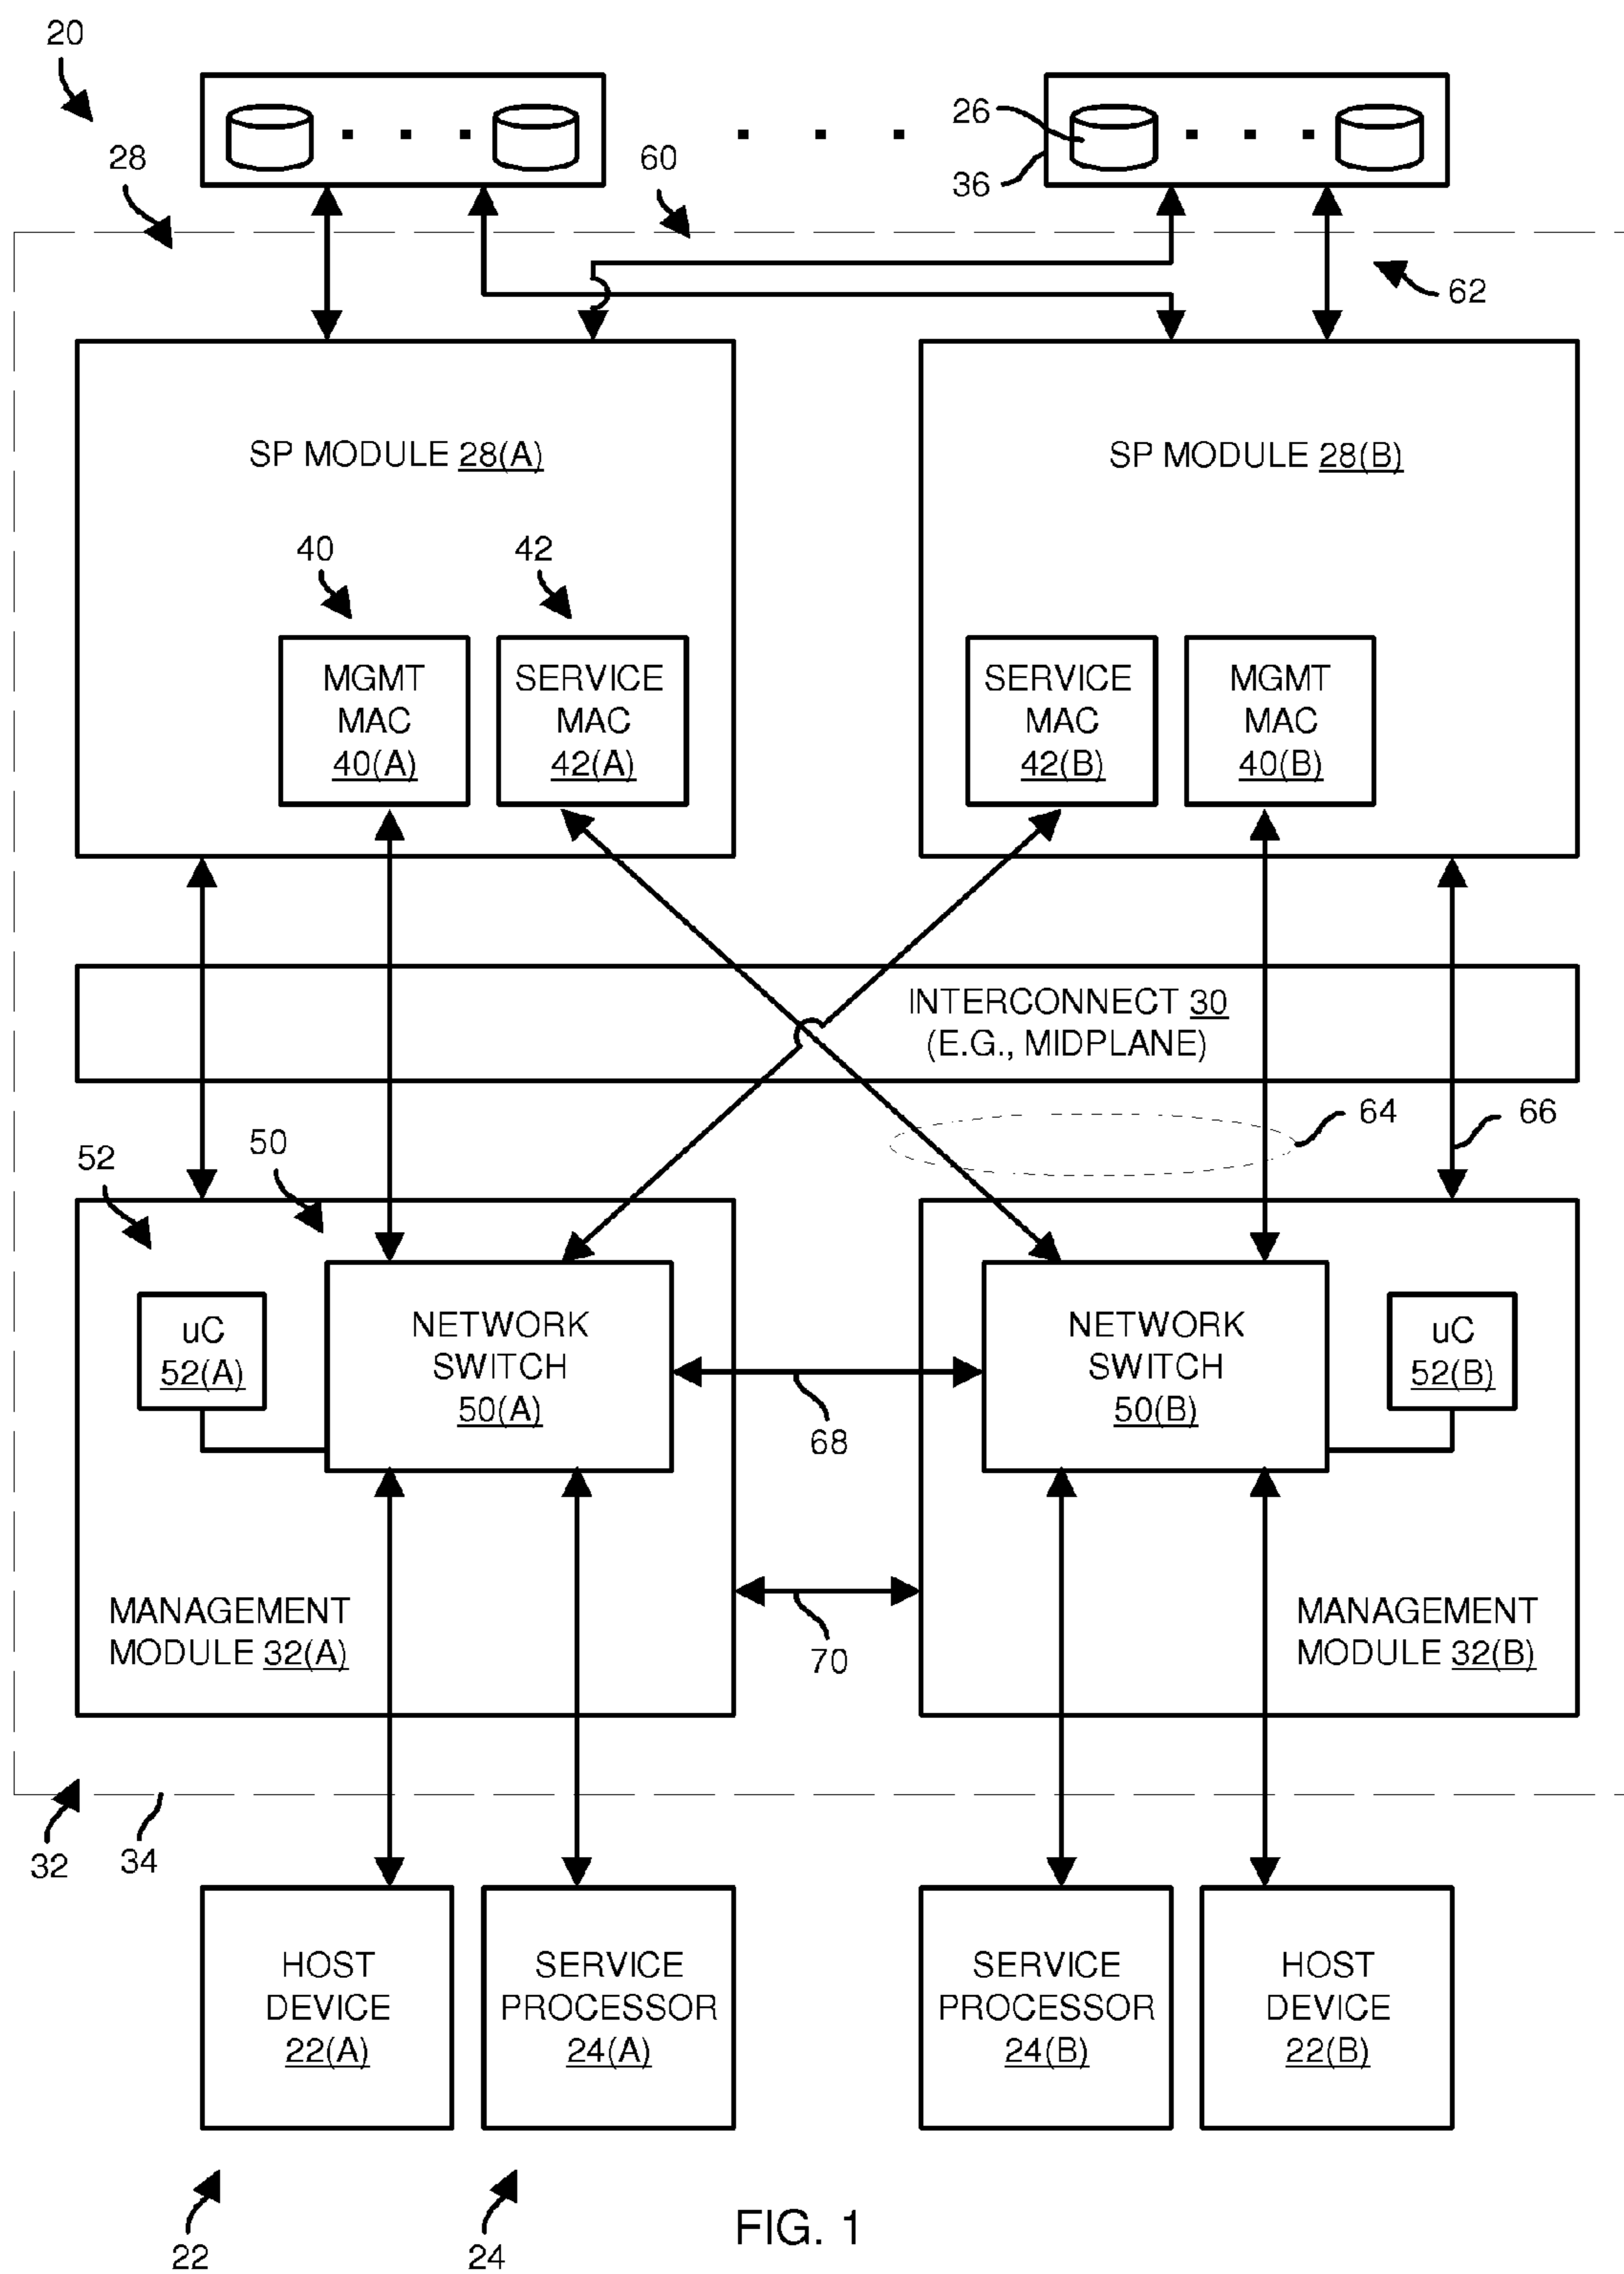 20
28
60
26
36
62
SP MODULE 28(A)
SP MODULE 28(B)
40
42
MGMT
MAC
40(A)
SERVICE
MAC
42(A)
SERVICE
MAC
42(B)
MGMT
MAC
40(B)
INTERCONNECT 30
(E.G., MIDPLANE)
64
66
52
50
uC
52(A)
NETWORK
SWITCH
50(A)
68
NETWORK
SWITCH
50(B)
uC
52(B)
MANAGEMENT
MODULE 32(A)
70
MANAGEMENT
MODULE 32(B)
32
34
HOST
DEVICE
22(A)
SERVICE
PROCESSOR
24(A)
SERVICE
PROCESSOR
24(B)
HOST
DEVICE
22(B)
22
24
FIG. 1